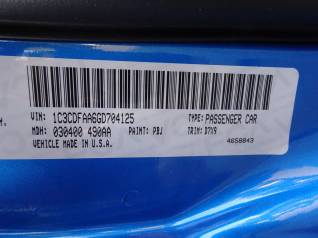 VIN: 1C3CDFAA6GD704125 TYPE: PASSENGER CAR
MDH: 030400 490AA PAINT: PBJ TRIM: D7X9
VEHICLE MADE IN U.S.A. 4658843